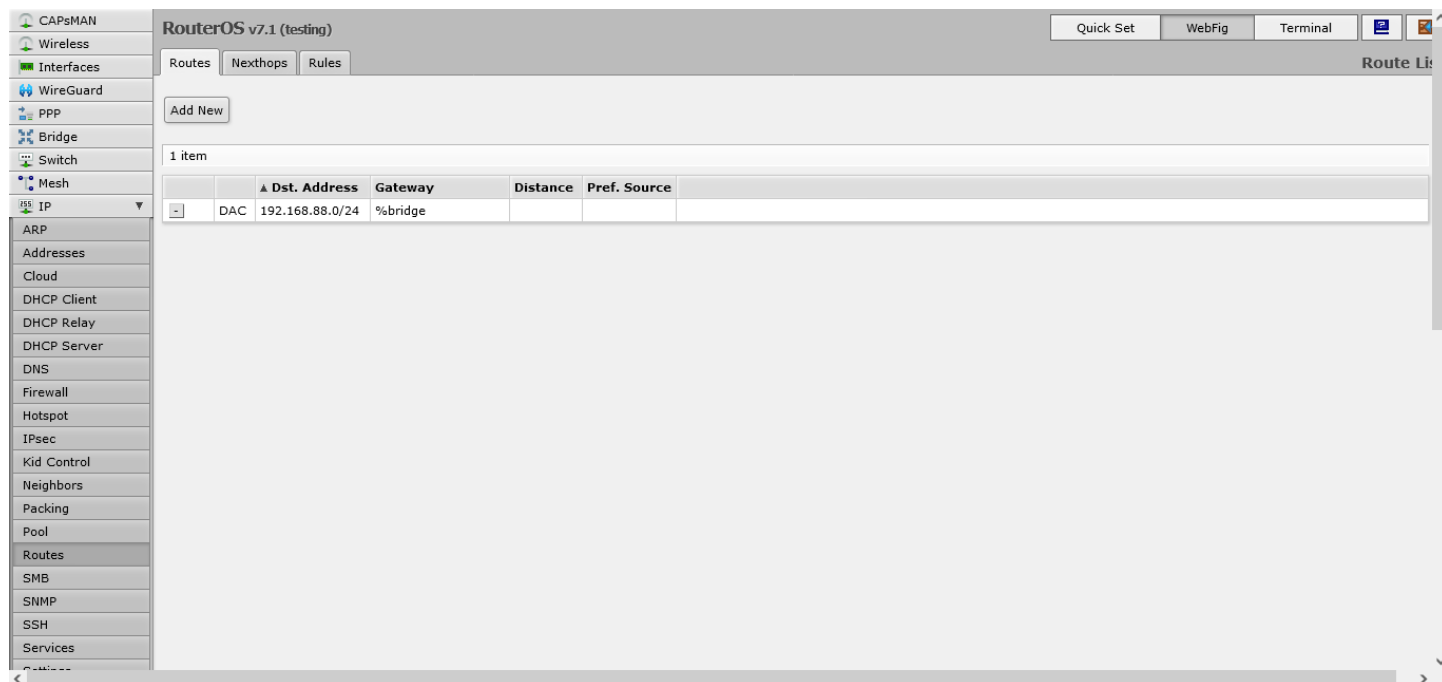 CAPsMAN
Wireless
Interfaces
WireGuard
PPP
Bridge
Switch
Mesh
IP
ARP
Addresses
Cloud
DHCP Client
DHCP Relay
DHCP Server
DNS
Firewall
Hotspot
IPsec
Kid Control
Neighbors
Packing
Pool
Routes
SMB
SNMP
SSH
Services
RouterOS v7.1 (testing)
Quick Set WebFig Terminal
Routes Nexthops Rules
Route Lis
Add New
1 item
▲ Dst. Address Gateway Distance Pref. Source
- DAC 192.168.88.0/24 %bridge